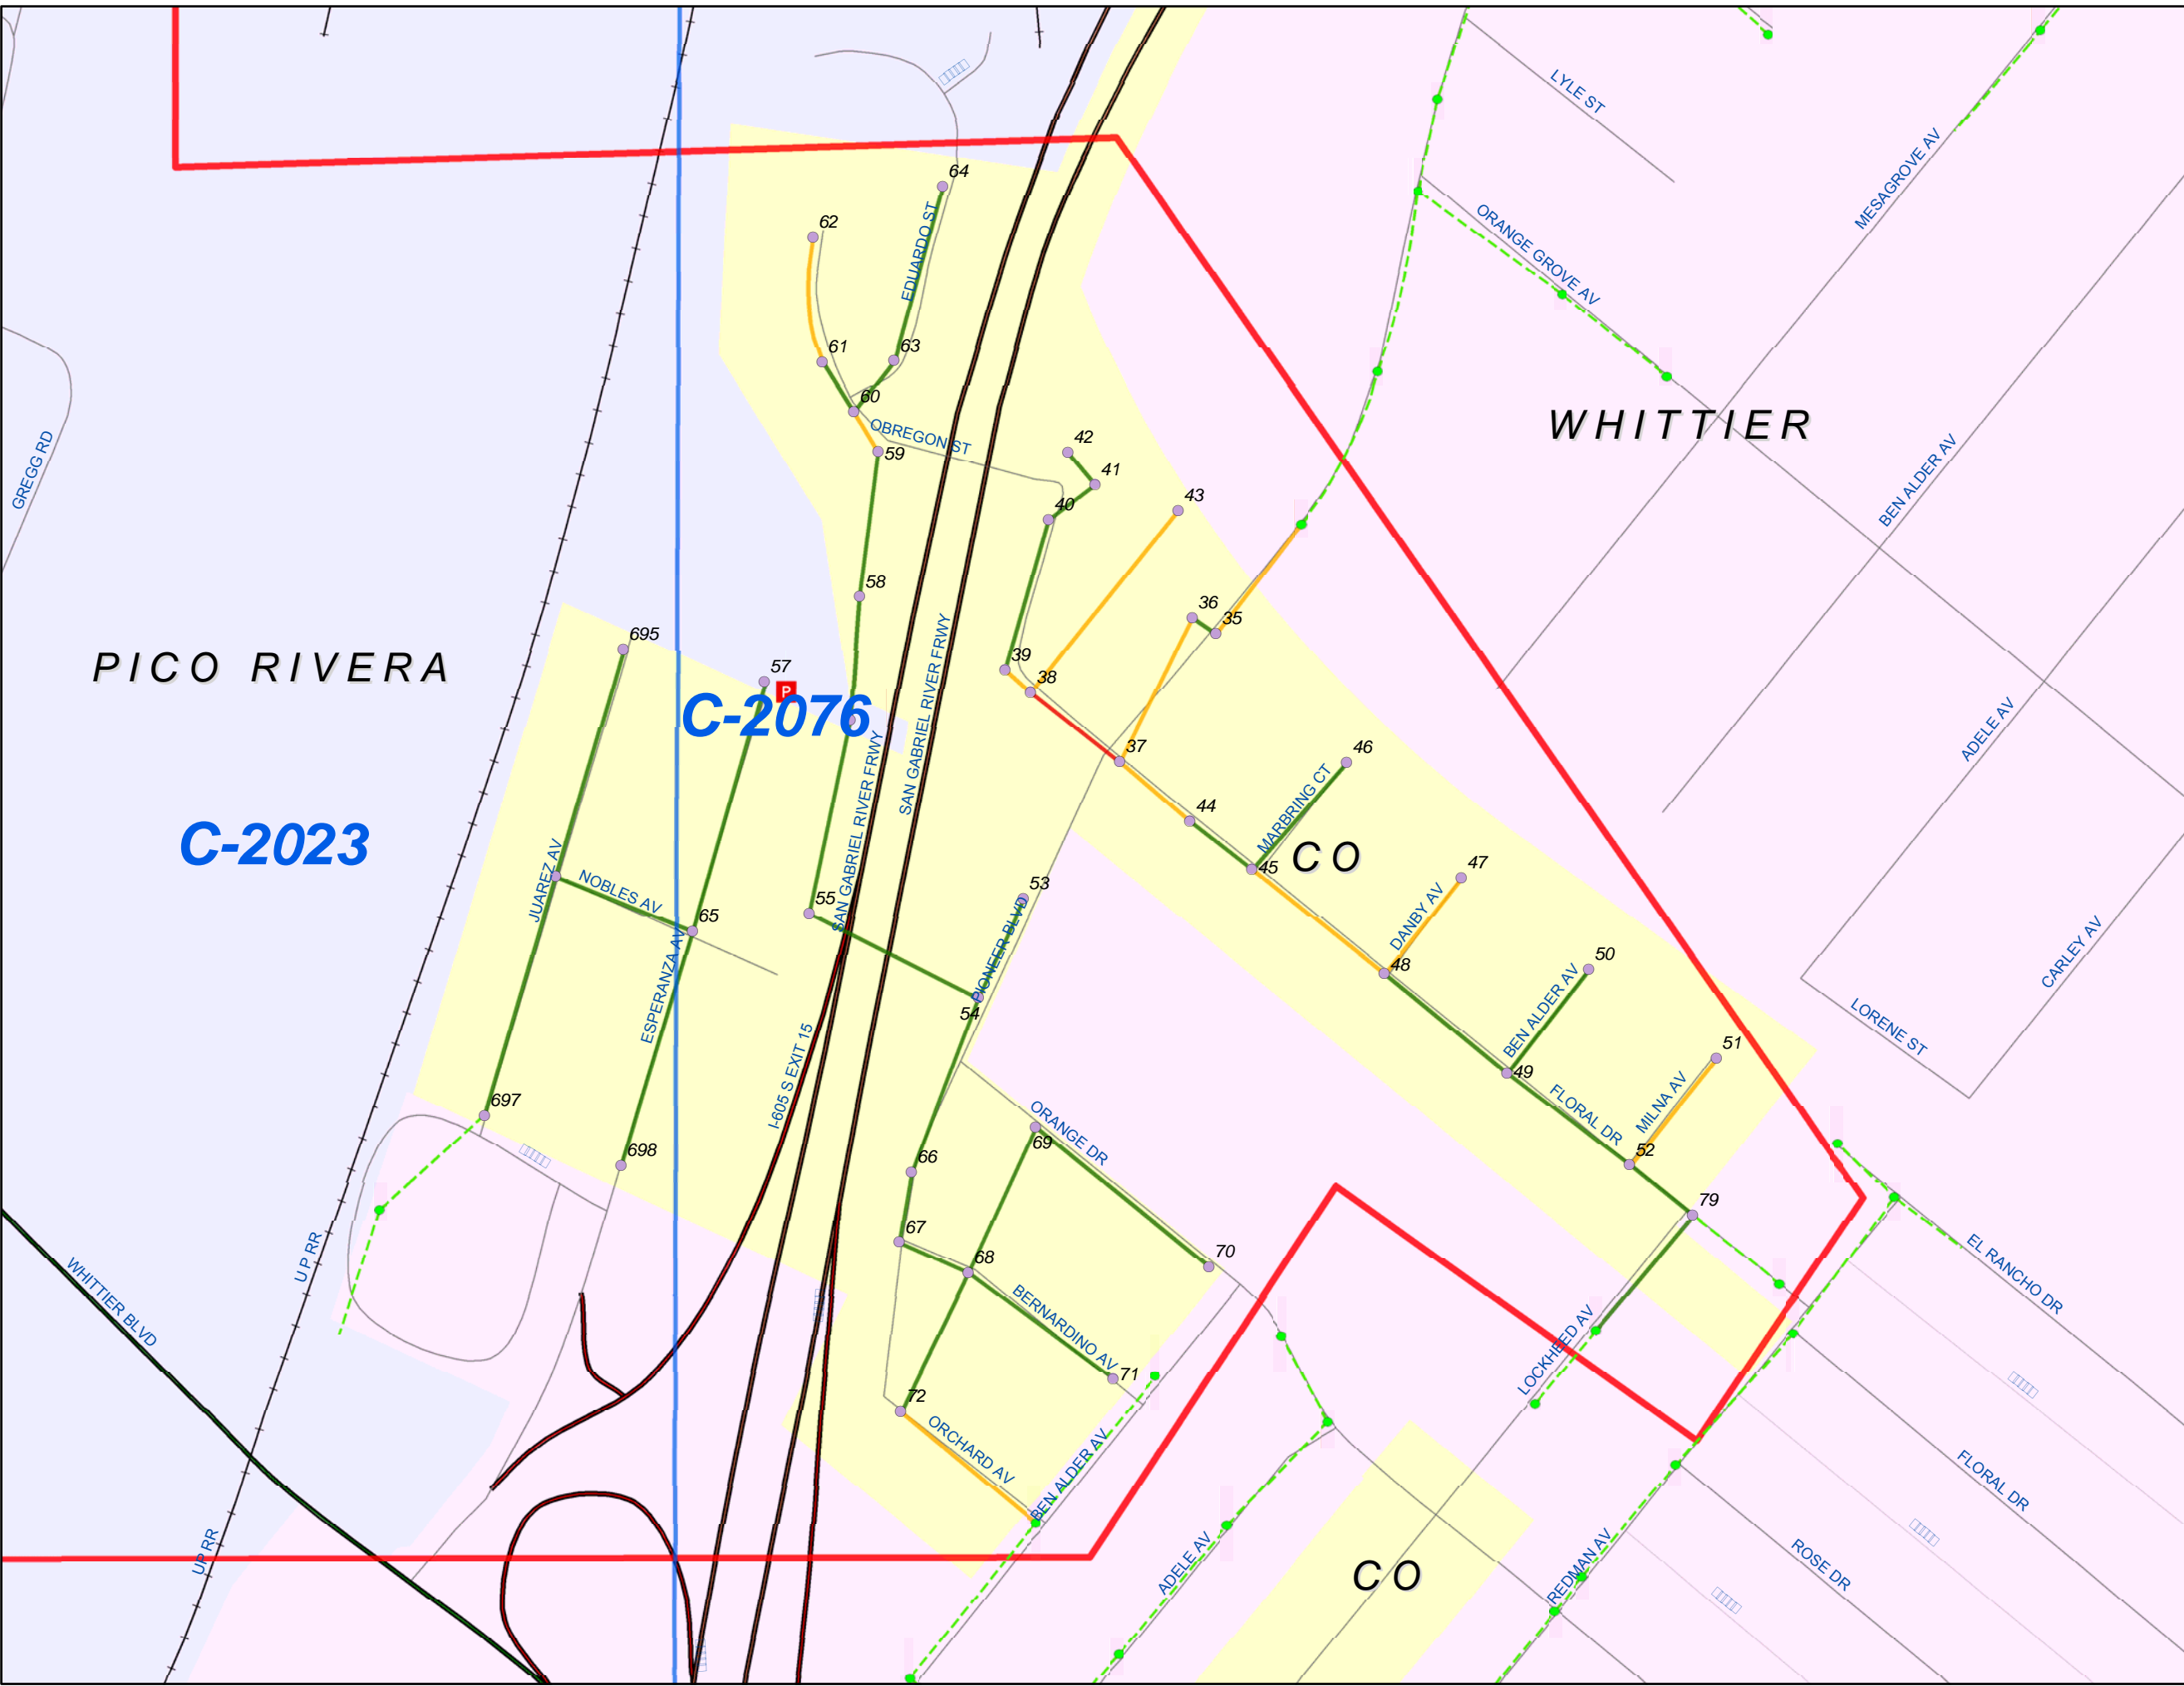 LYLE ST
MESAGROVE AV
64
62
EDUARDO ST
ORANGE GROVE AV
61
63
60
OBREGON ST
59
42
41
40
43
WHITTIER
GREGG RD
BEN ALDER AV
58
36
35
695
57
P
PICO RIVERA
C-2076
39
38
SAN GABRIEL RIVER FRWY
37
46
ADELE AV
C-2023
SAN GABRIEL RIVER FRWY
44
MARBRING CT
45
CO
47
JUAREZ AV
NOBLES AV
65
55
53
DANBY AV
48
50
CARLEY AV
ESPERANZA AV
PIONEER BLVD
54
BEN ALDER AV
49
51
LORENE ST
I-605 S EXIT 15
697
698
ORANGE DR
69
66
FLORAL DR
MILNA AV
52
79
67
68
70
U P RR
WHITTIER BLVD
EL RANCHO DR
BERNARDINO AV
71
LOCKHEED AV
72
ORCHARD AV
BEN ALDER AV
UP RR
ADELE AV
CO
REDMAN AV
ROSE DR
FLORAL DR